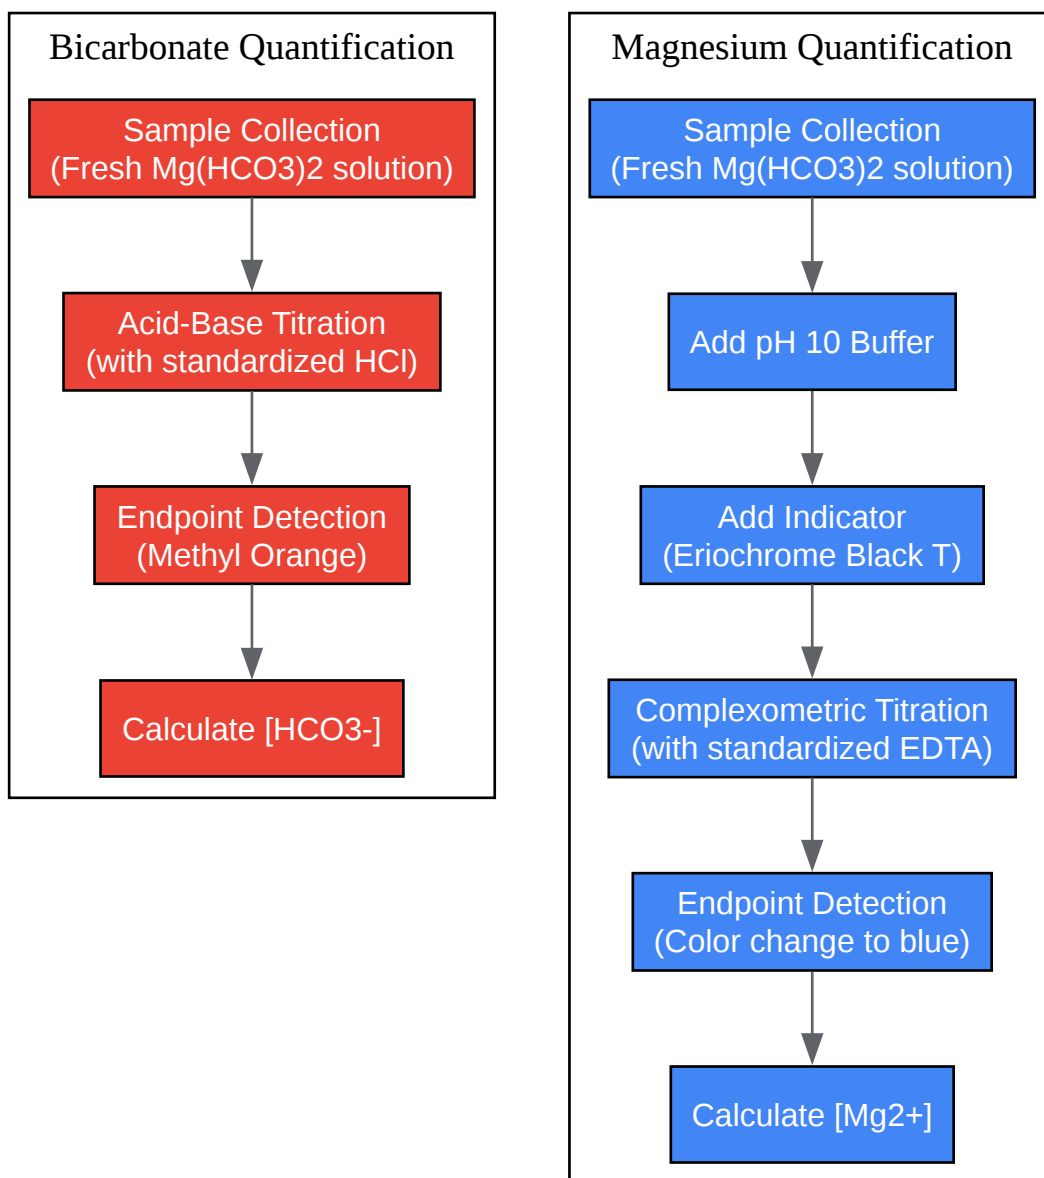 Bicarbonate Quantification
Sample Collection
(Fresh Mg(HCO3)2 solution)
Acid-Base Titration
(with standardized HCl)
Endpoint Detection
(Methyl Orange)
Calculate [HCO3-]
Magnesium Quantification
Sample Collection
(Fresh Mg(HCO3)2 solution)
Add pH 10 Buffer
Add Indicator
(Eriochrome Black T)
Complexometric Titration
(with standardized EDTA)
Endpoint Detection
(Color change to blue)
Calculate [Mg2+]